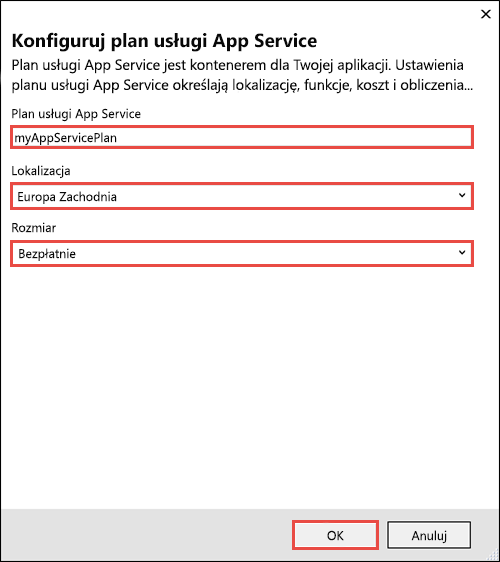 Konfiguruj plan usługi App Service
Plan usługi App Service jest kontenerem dla Twojej aplikacji. Ustawienia
planu usługi App Service określają lokalizację, funkcje, koszt i obliczenia...
Plan usługi App Service
myAppServicePlan
Lokalizacja
Europa Zachodnia
Rozmiar
Bezpłatnie
OK
Anuluj